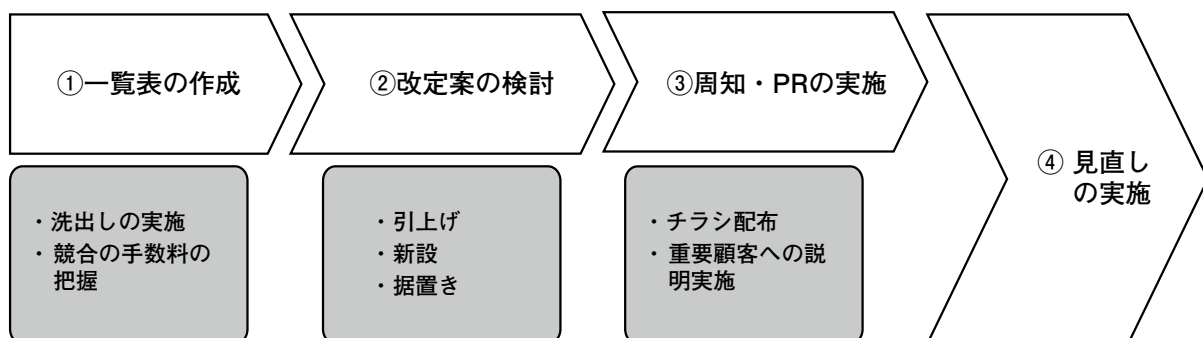 ①一覧表の作成
②改定案の検討
③周知・PRの実施
④ 見直し
の実施
・洗出しの実施
・競合の手数料の
把握
・引上げ
・新設
・据置き
・チラシ配布
・重要顧客への説
明実施